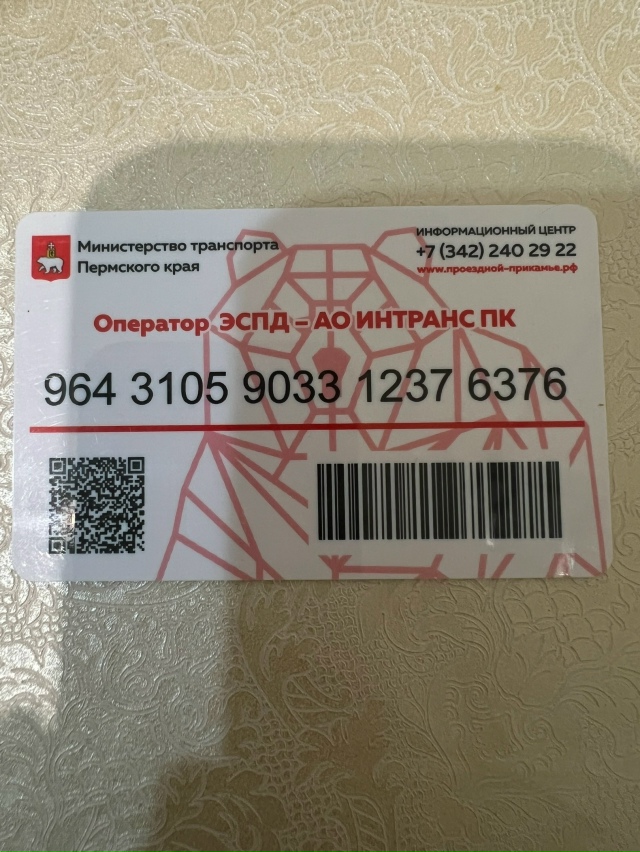 Министерство транспорта
Пермского края
ИНФОРМАЦИОННЫЙ ЦЕНТР
+7 (342) 240 29 22
www.проездной-прикамье.рф
Оператор ЭСПД – АО ИНТРАНС ПК
964 3105 9033 1237 6376